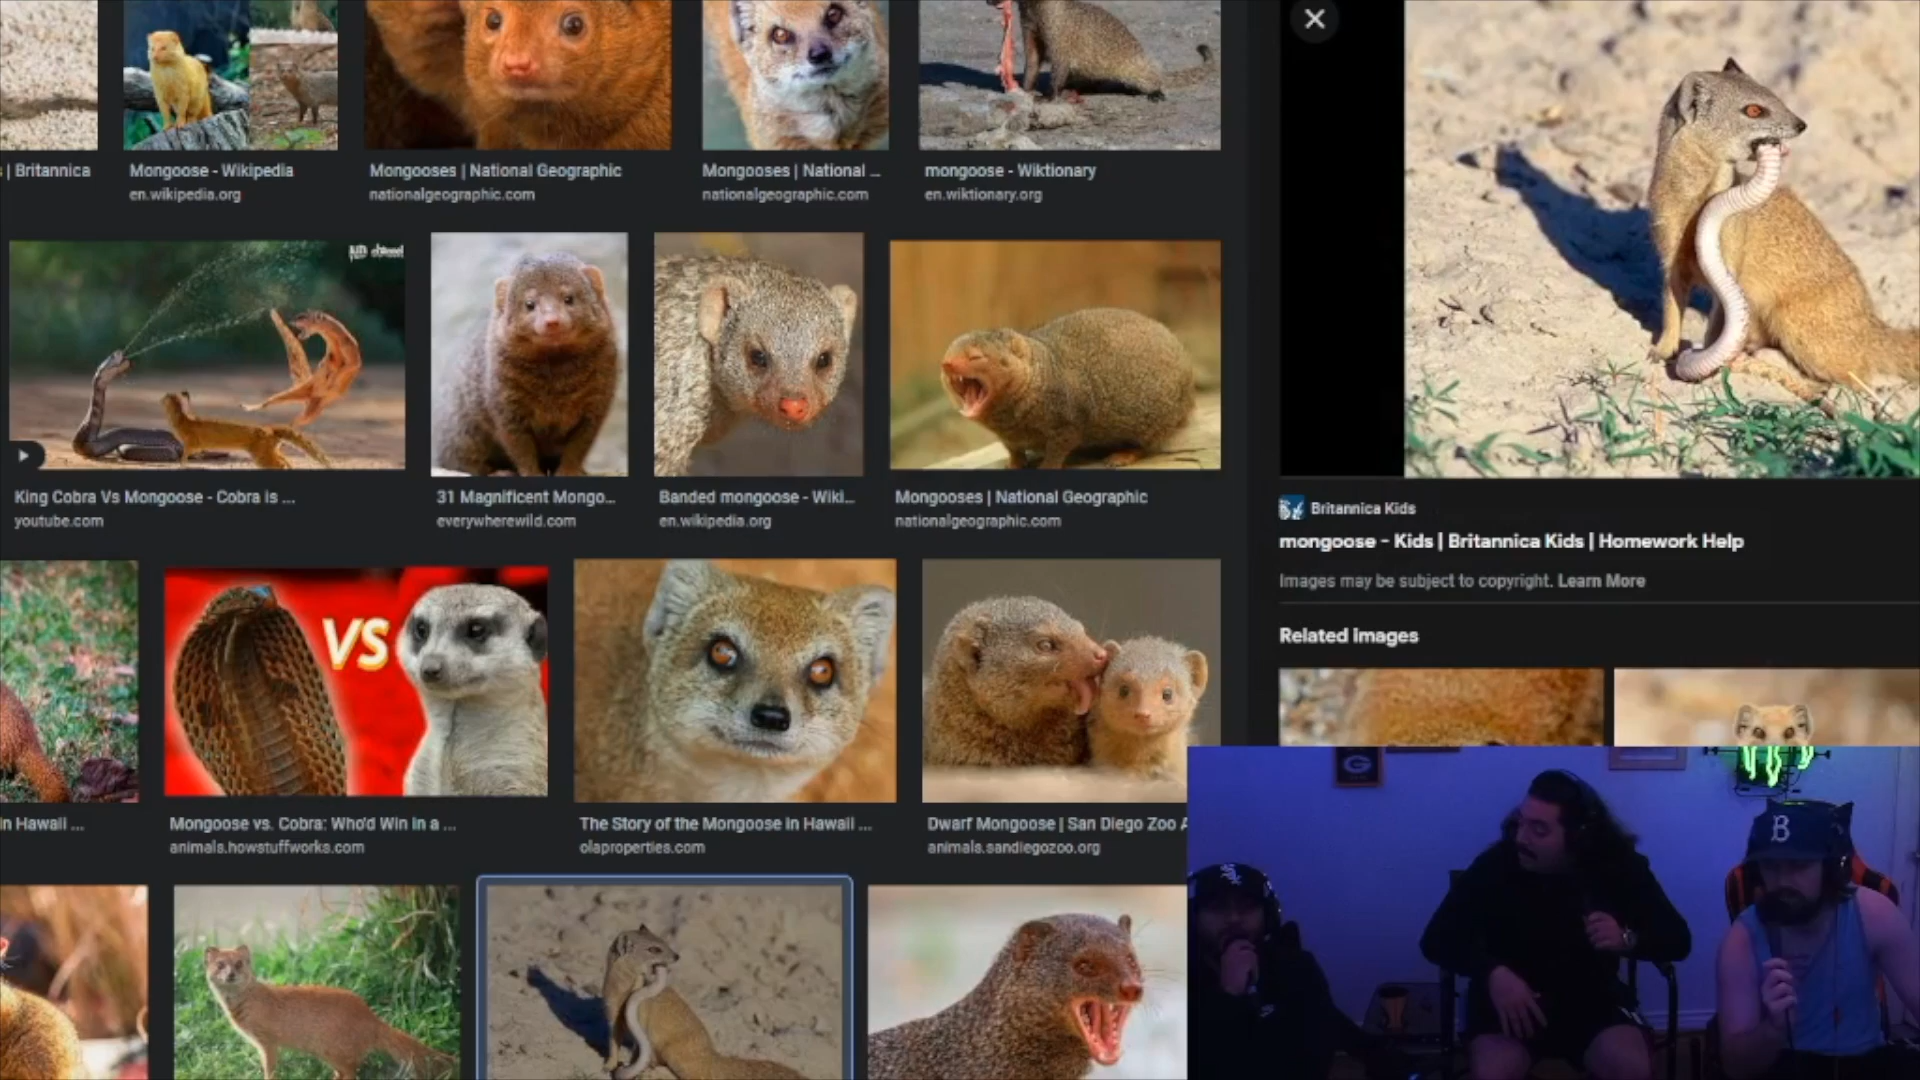 | Britannica
Mongoose - Wikipedia
en.wikipedia.org
Mongooses | National Geographic
nationalgeographic.com
Mongooses | National ...
nationalgeographic.com
mongoose - Wiktionary
en.wiktionary.org
King Cobra Vs Mongoose - Cobra is ...
youtube.com
31 Magnificent Mongo...
everywherewild.com
Banded mongoose - Wiki...
en.wikipedia.org
Mongooses | National Geographic
nationalgeographic.com
Britannica Kids
mongoose - Kids | Britannica Kids | Homework Help
Images may be subject to copyright. Learn More
Related Images
VS
in Hawaii ...
Mongoose vs. Cobra: Who'd Win in a ...
animals.howstuffworks.com
The Story of the Mongoose in Hawaii ...
olaproperties.com
Dwarf Mongoose | San Diego Zoo
animals.sandiegozoo.org
G
B